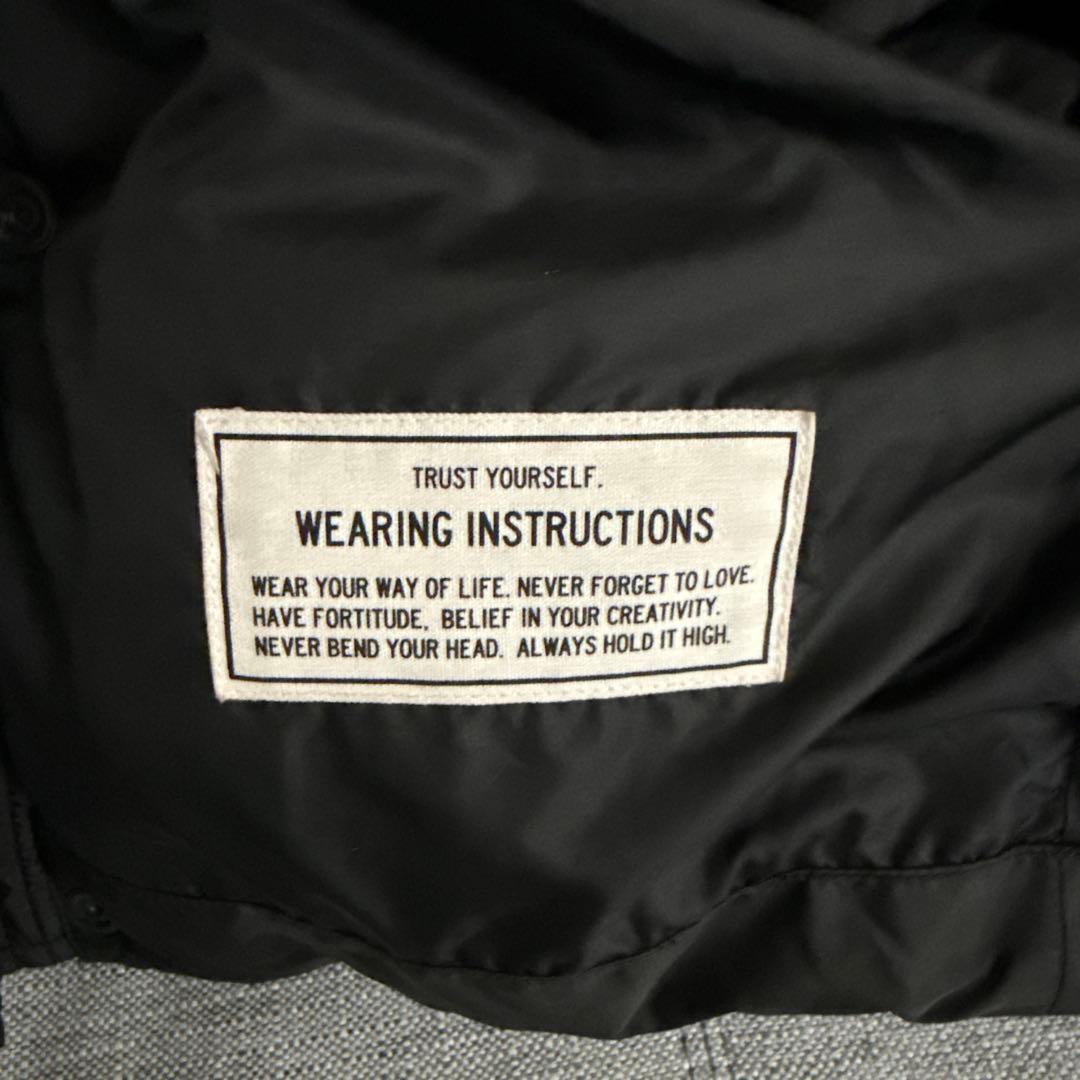 TRUST YOURSELF.
WEARING INSTRUCTIONS
WEAR YOUR WAY OF LIFE. NEVER FORGET TO LOVE.
HAVE FORTITUDE, BELIEF IN YOUR CREATIVITY.
NEVER BEND YOUR HEAD. ALWAYS HOLD IT HIGH.